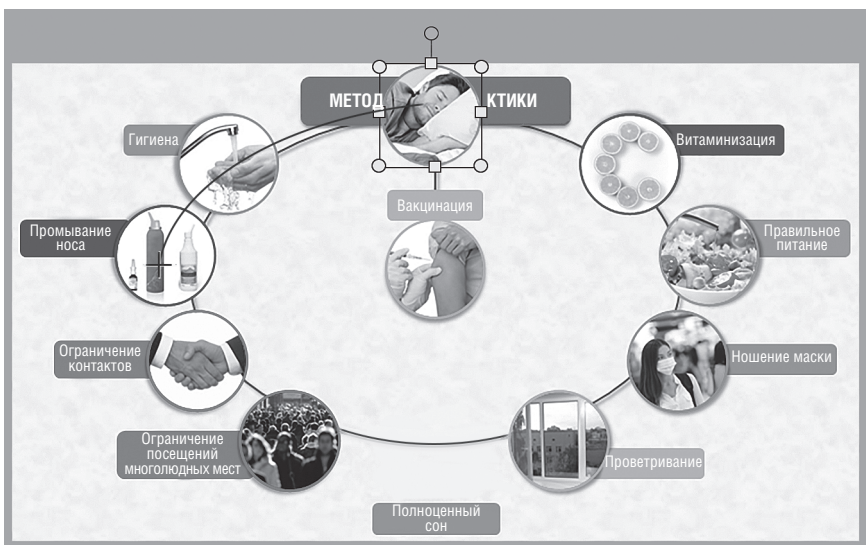 МЕТОД КТИКИ
Гигиена
Витаминизация
Вакцинация
Промывание
носа
Правильное
питание
Ограничение
контактов
Ношение маски
Ограничение
посещений
многолюдных мест
Проветривание
Полноценный
сон